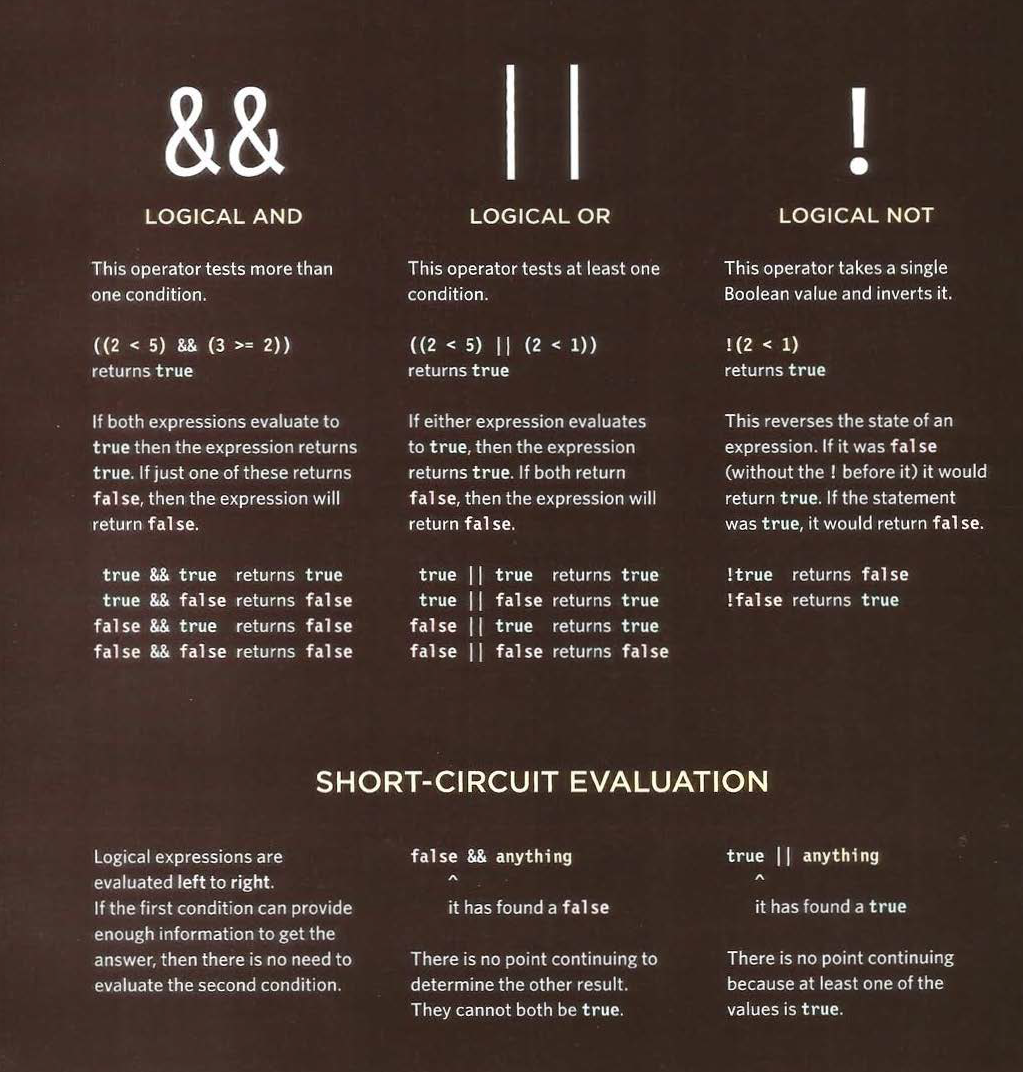 &&
LOGICAL AND
This operator tests more than
one condition.
((2 < 5) && (3 >= 2))
returns true
If both expressions evaluate to
true then the expression returns
true. If just one of these returns
false, then the expression will
return false.
true && true returns true
true && false returns false
false && true returns false
false && false returns false
||
LOGICAL OR
This operator tests at least one
condition.
((2 < 5) || (2 < 1))
returns true
If either expression evaluates
to true, then the expression
returns true. If both return
false, then the expression will
return false.
true || true returns true
true || false returns true
false || true returns true
false || false returns false
!
LOGICAL NOT
This operator takes a single
Boolean value and inverts it.
!(2 < 1)
returns true
This reverses the state of an
expression. If it was false
(without the ! before it) it would
return true. If the statement
was true, it would return false.
!true returns false
!false returns true
SHORT-CIRCUIT EVALUATION
Logical expressions are
evaluated left to right.
If the first condition can provide
enough information to get the
answer, then there is no need to
evaluate the second condition.
false && anything
^
it has found a false
There is no point continuing to
determine the other result.
They cannot both be true.
true || anything
^
it has found a true
There is no point continuing
because at least one of the
values is true.